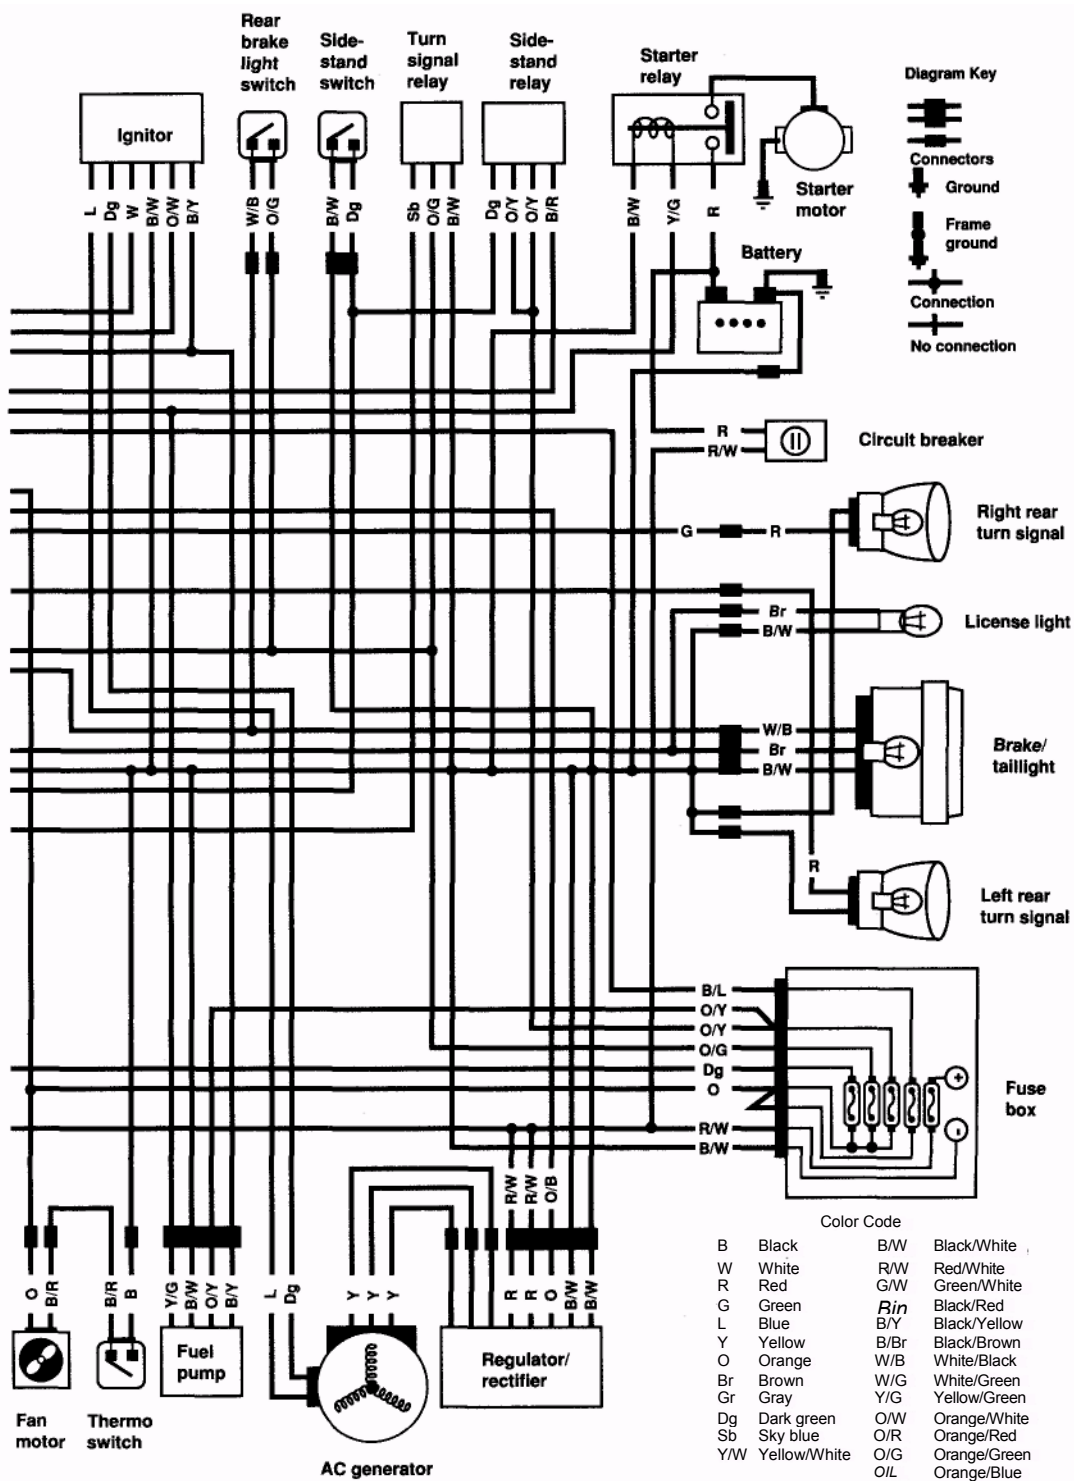 Rear
brake
light
switch
Side-
stand
switch
Turn
signal
relay
Side-
stand
relay
Starter
relay
Diagram Key
Ignitor
Connectors
Ground
Starter
motor
L
Dg
W
B/W
O/W
B/Y
W/B
O/G
B/W
Dg
Sb
O/G
B/W
Dg
O/Y
O/Y
B/R
B/W
Y/G
R
Frame
ground
Battery
Connection
No connection
R
R/W
Circuit breaker
Right rear
turn signal
G
R
Br
B/W
License light
W/B
Br
B/W
Brake/
taillight
R
Left rear
turn signal
B/L
O/Y
O/Y
O/G
Dg
O
R/W
B/W
+
-
Fuse
box
R/W
R/W
O/B
O
B/R
B/R
B
Y/G
B/W
O/Y
B/Y
L
Dg
Y
Y
Y
R
R
O
B/W
B/W
Fuel
pump
Regulator/
rectifier
Fan
motor
Thermo
switch
AC generator
Color Code
B Black B/W Black/White
W White R/W Red/White
R Red G/W Green/White
G Green Rin Black/Red
L Blue B/Y Black/Yellow
Y Yellow B/Br Black/Brown
O Orange W/B White/Black
Br Brown W/G White/Green
Gr Gray Y/G Yellow/Green
Dg Dark green O/W Orange/White
Sb Sky blue O/R Orange/Red
Y/W Yellow/White O/G Orange/Green
OIL Orange/Blue